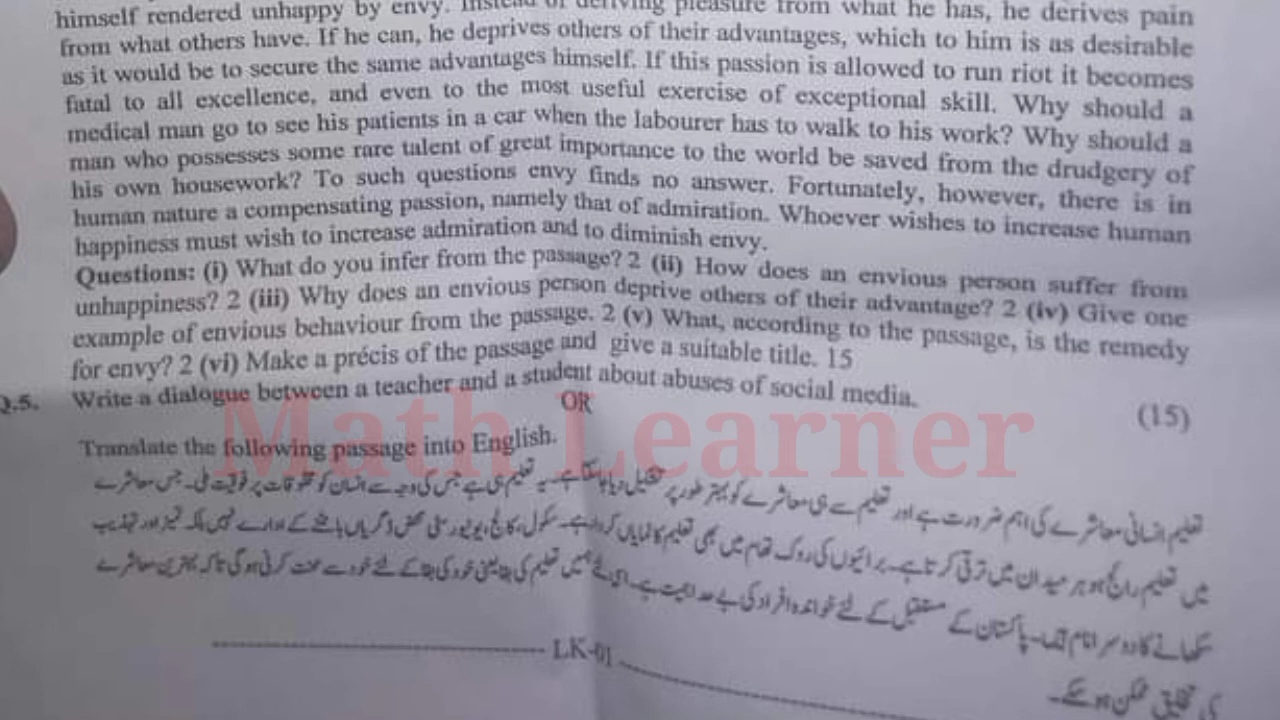 himself rendered unhappy by envy. Instead of deriving pleasure from what he has, he derives pain
from what others have. If he can, he deprives others of their advantages, which to him is as desirable
as it would be to secure the same advantages himself. If this passion is allowed to run riot it becomes
fatal to all excellence, and even to the most useful exercise of exceptional skill. Why should a
medical man go to see his patients in a car when the labourer has to walk to his work? Why should a
man who possesses some rare talent of great importance to the world be saved from the drudgery of
his own housework? To such questions envy finds no answer. Fortunately, however, there is in
human nature a compensating passion, namely that of admiration. Whoever wishes to increase human
happiness must wish to increase admiration and to diminish envy.
Questions: (i) What do you infer from the passage? 2 (ii) How does an envious person suffer from
unhappiness? 2 (iii) Why does an envious person deprive others of their advantage? 2 (iv) Give one
example of envious behaviour from the passage. 2 (v) What, according to the passage, is the remedy
for envy? 2 (vi) Make a précis of the passage and give a suitable title. 15
Q.5. Write a dialogue between a teacher and a student about abuses of social media. (15)
OR
Math Learner
Translate the following passage into English.
تعلیم انسانی معاشرے کی اہم ضرورت ہے اور تعلیم سے ہی معاشرے کو بہتر طور پر تشکیل دیا جا سکتا ہے۔ یہ تعلیم ہی ہے جس کی وجہ سے انسان کو مخلوقات پر فوقیت ملی۔ جس معاشرے
میں تعلیم رائج ہو ہر میدان میں ترقی کرتا ہے۔ برائیوں کی روک تھام میں بھی تعلیم کا نمایاں کردار ہے۔ سکول، کالج، یونیورسٹی محض ڈگریاں بانٹنے کے ادارے نہیں بلکہ تمیز اور تہذیب
سکھانے کا دوسرا نام ہیں۔ پاکستان کے مستقبل کے لئے خواندہ افراد کی بے حد اہمیت ہے۔ اسی لئے ہمیں تعلیم کی بقا یعنی خود کی بقا کے لئے خود سے محنت کرنی ہوگی تاکہ بہترین معاشرے
کی تخلیق ممکن ہو سکے۔
LK-01